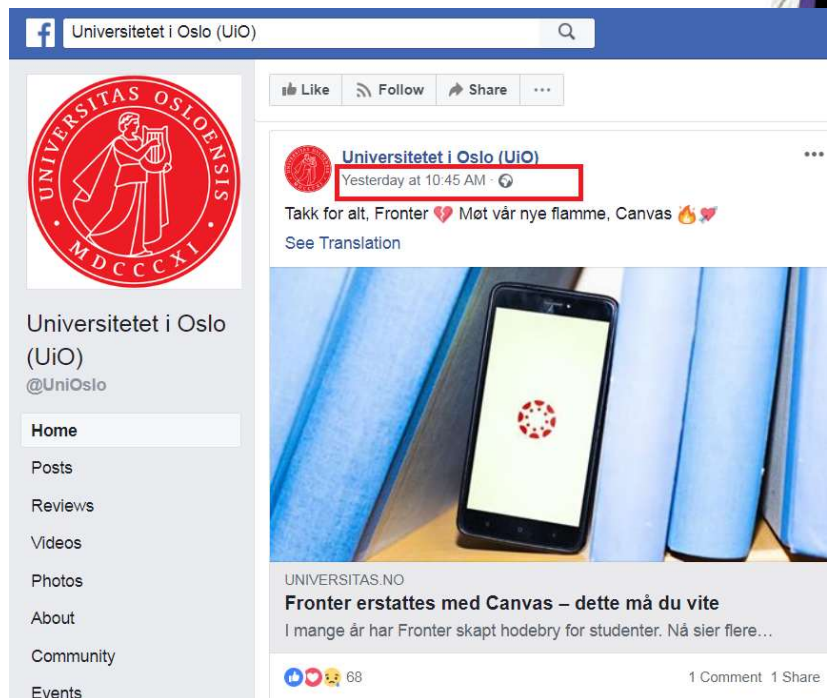 Universitetet i Oslo (UiO)
UNIVERSITAS OSLOENSIS
MDCCCXI
Universitetet i Oslo
(UiO)
@UniOslo
Home
Posts
Reviews
Videos
Photos
About
Community
Events
Like Follow Share ...
Universitetet i Oslo (UiO)
Yesterday at 10:45 AM ·
Takk for alt, Fronter 💔 Møt vår nye flamme, Canvas 🔥💘
See Translation
UNIVERSITAS.NO
Fronter erstattes med Canvas – dette må du vite
I mange år har Fronter skapt hodebry for studenter. Nå sier flere…
68
1 Comment 1 Share